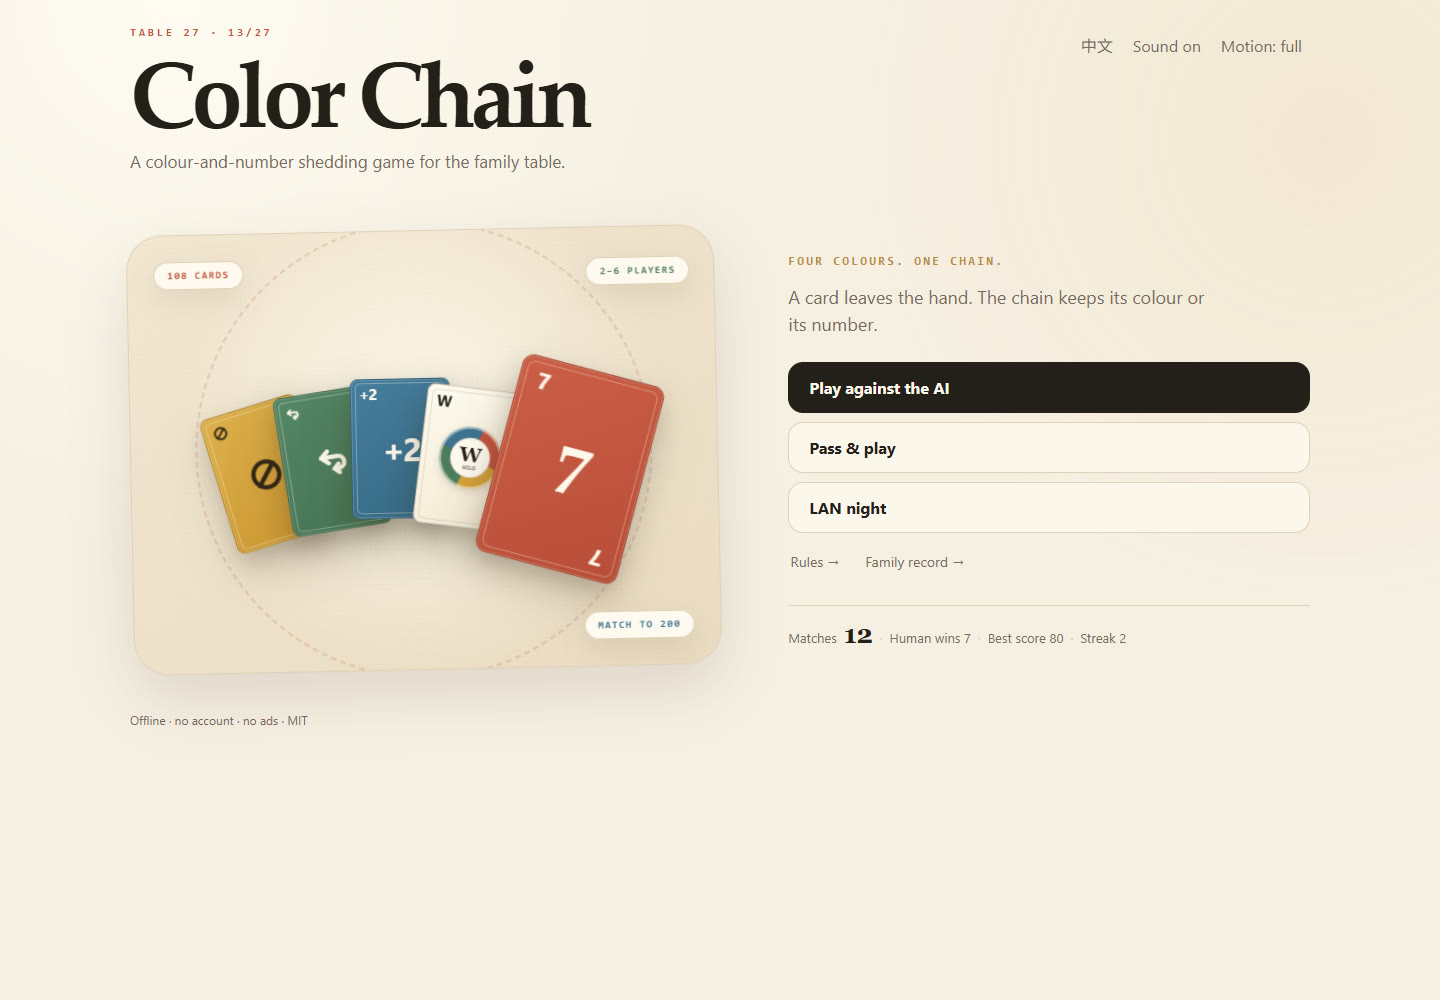 TABLE 27 · 13/27
中文 Sound on Motion: full
Color Chain
A colour-and-number shedding game for the family table.
108 CARDS
2–6 PLAYERS
+2
+2
W
W
WILD
7
7
7
MATCH TO 200
FOUR COLOURS. ONE CHAIN.
A card leaves the hand. The chain keeps its colour or
its number.
Play against the AI
Pass & play
LAN night
Rules → Family record →
Matches 12 · Human wins 7 · Best score 80 · Streak 2
Offline · no account · no ads · MIT